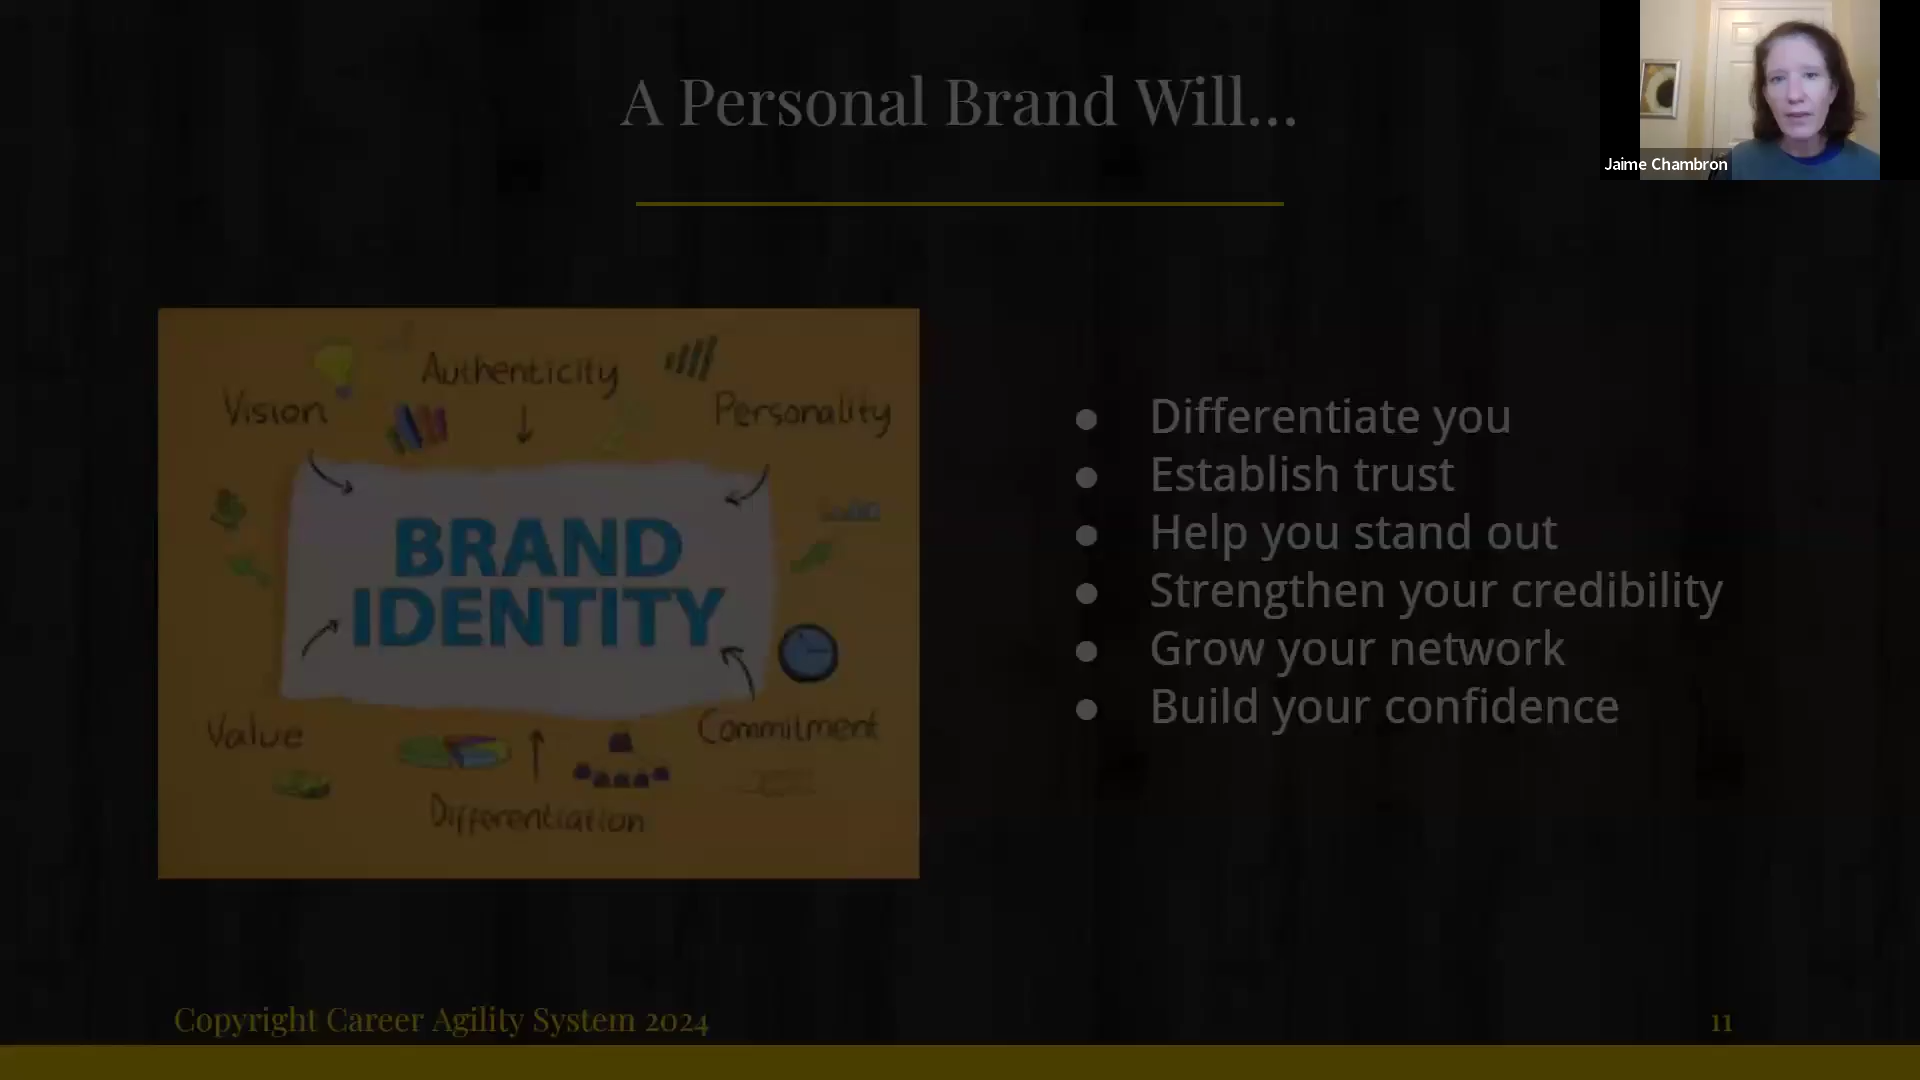 A Personal Brand Will...
Jaime Chambron
Authenticity
Vision
Personality
BRAND
IDENTITY
Value
Commitment
Differentiation
● Differentiate you
● Establish trust
● Help you stand out
● Strengthen your credibility
● Grow your network
● Build your confidence
Copyright Career Agility System 2024
11